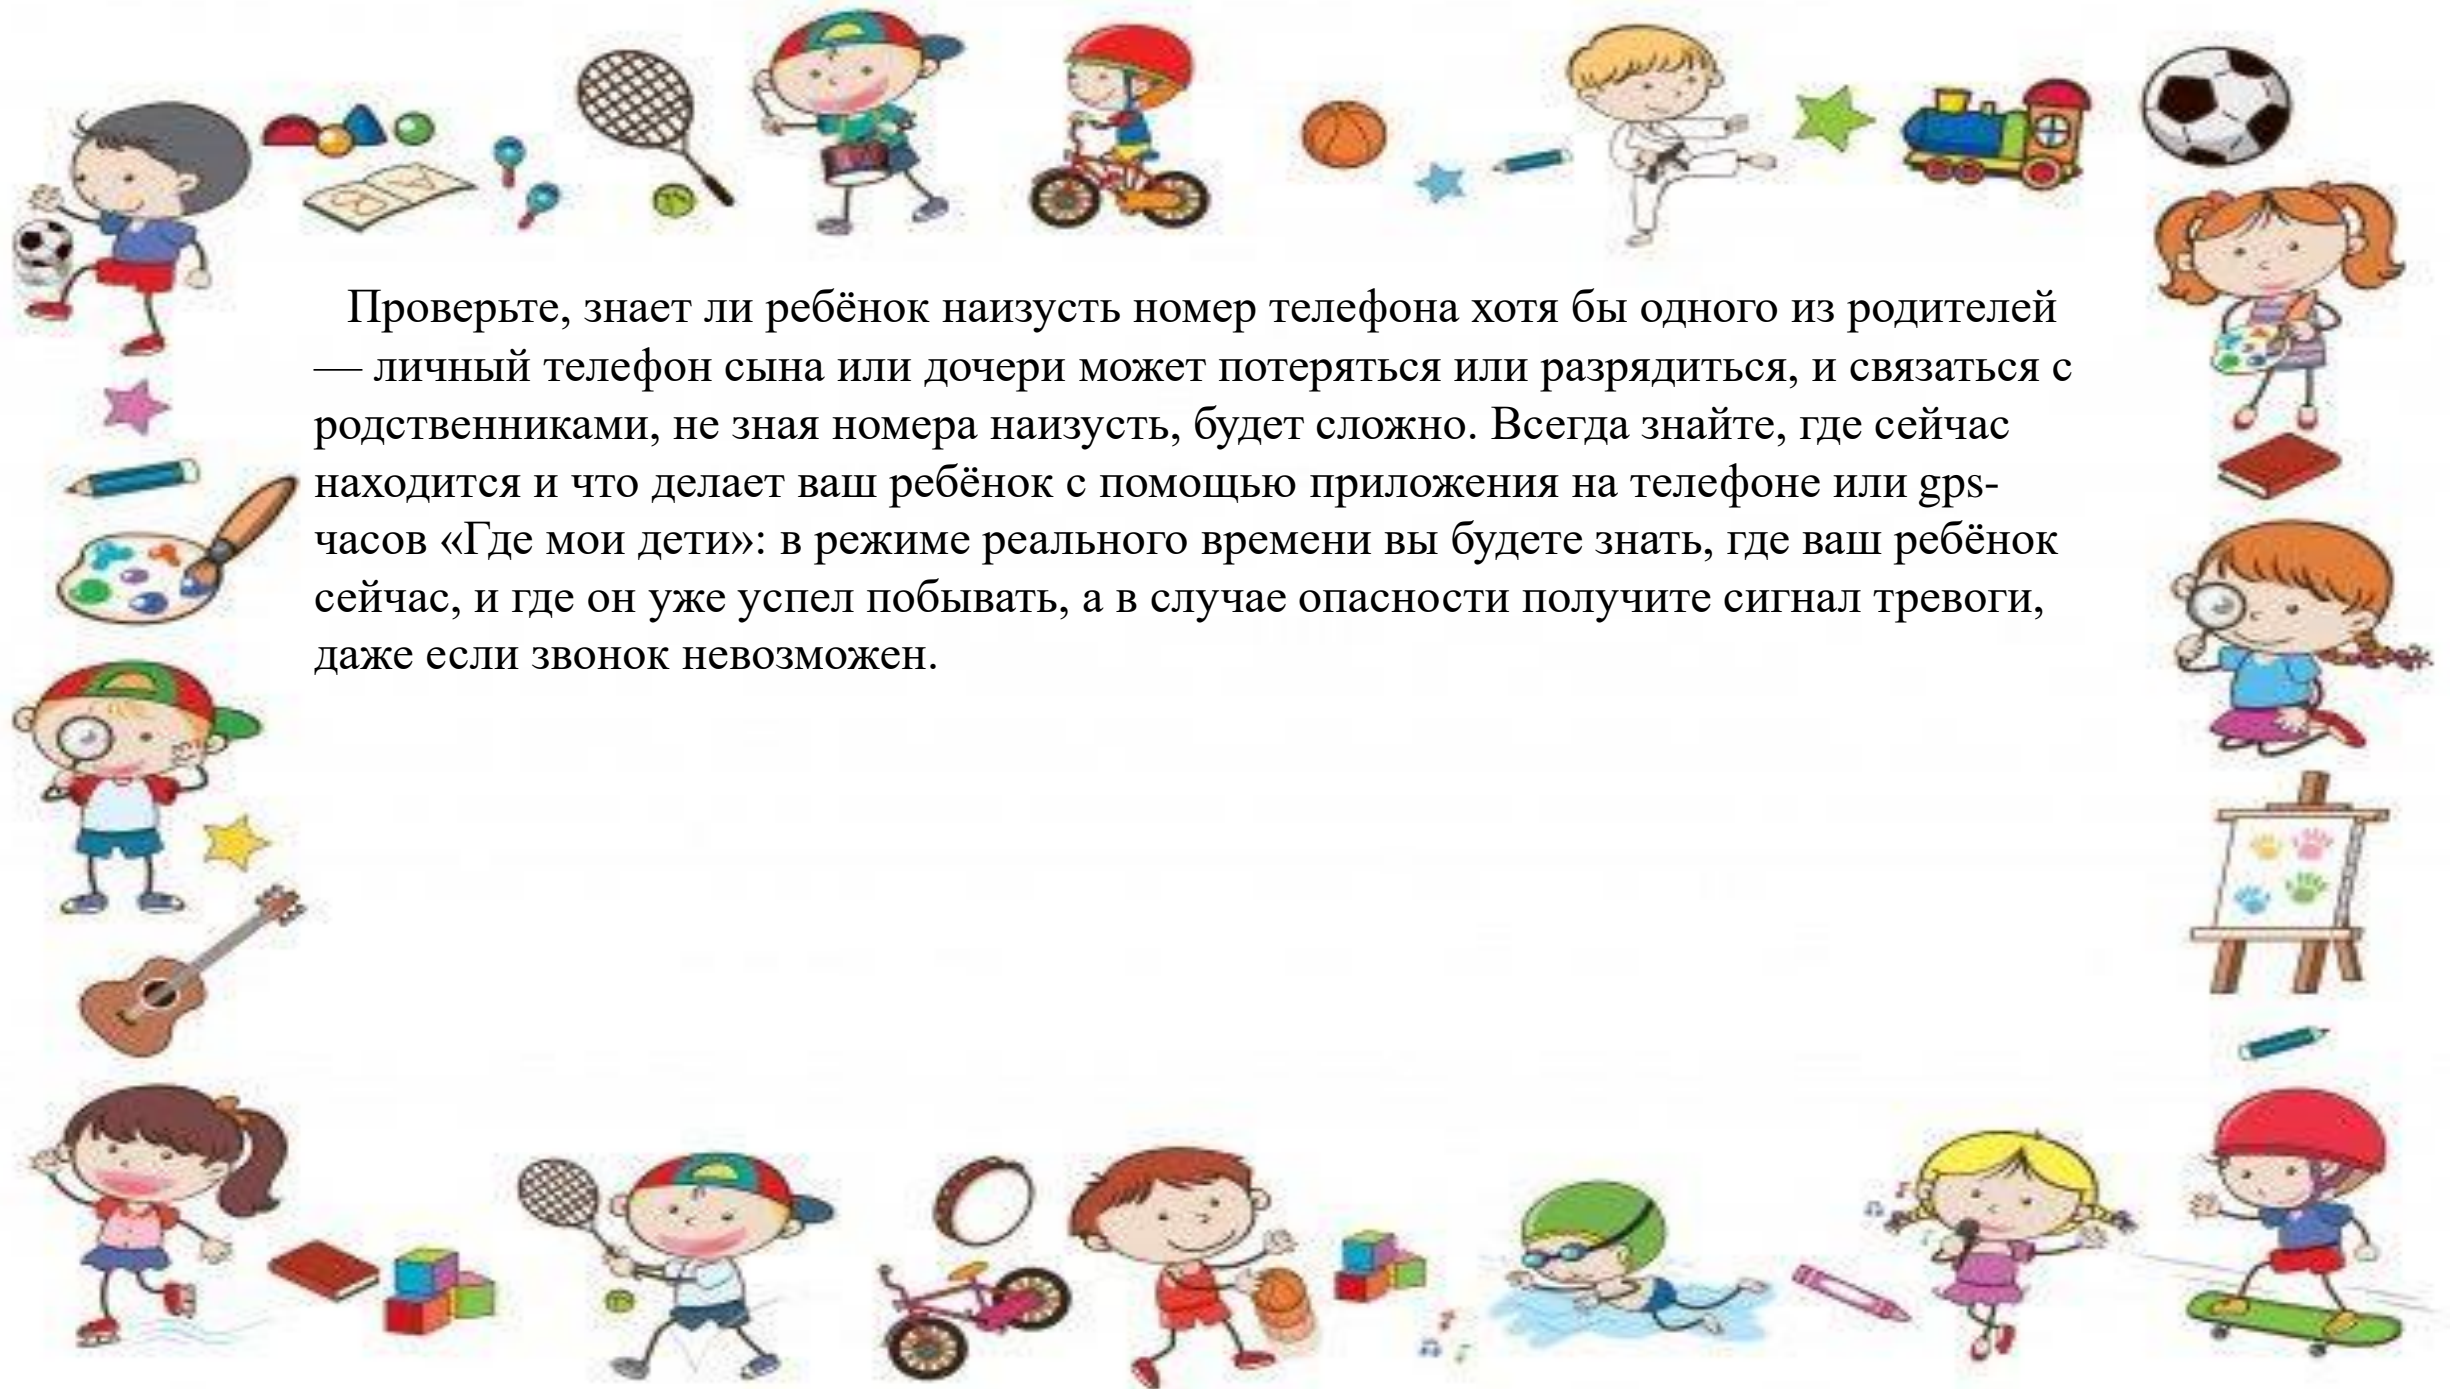 Проверьте, знает ли ребёнок наизусть номер телефона хотя бы одного из родителей
— личный телефон сына или дочери может потеряться или разрядиться, и связаться с
родственниками, не зная номера наизусть, будет сложно. Всегда знайте, где сейчас
находится и что делает ваш ребёнок с помощью приложения на телефоне или gps-
часов «Где мои дети»: в режиме реального времени вы будете знать, где ваш ребёнок
сейчас, и где он уже успел побывать, а в случае опасности получите сигнал тревоги,
даже если звонок невозможен.